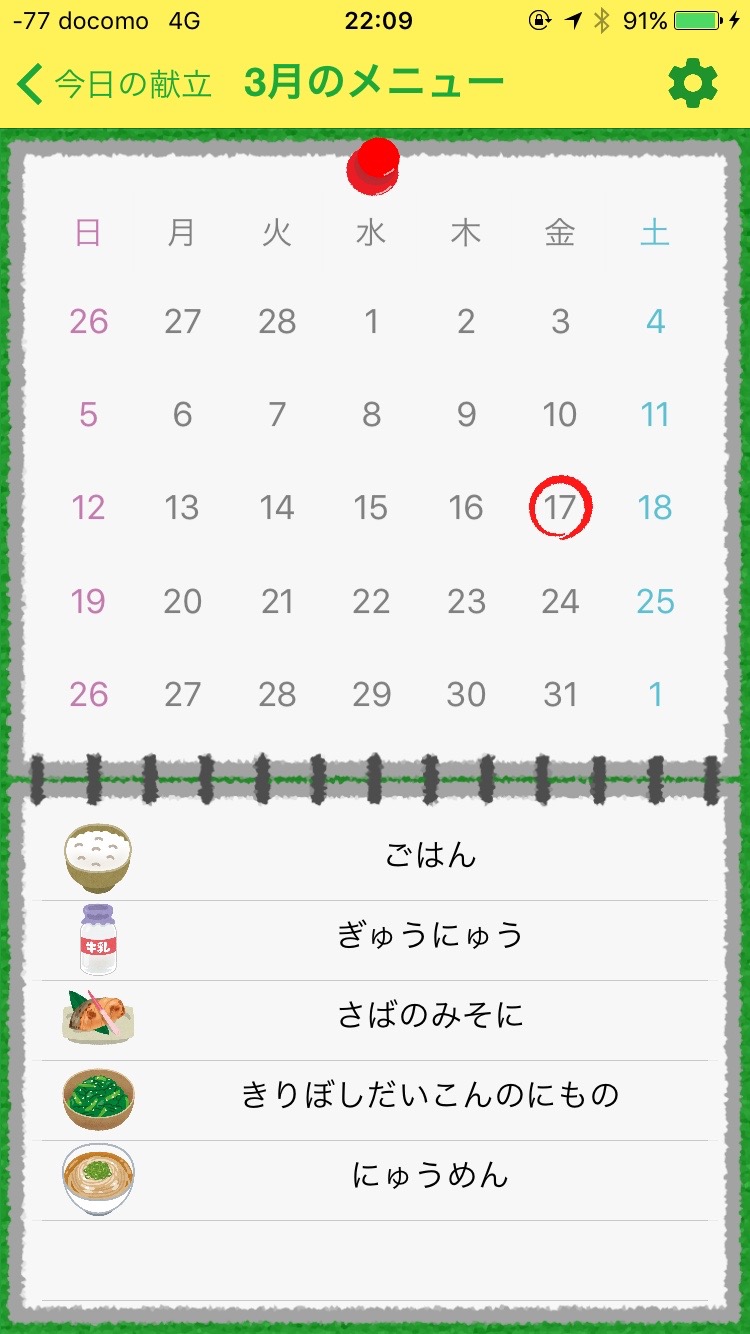 -77 docomo 4G 22:09 91%
今日の献立 3月のメニュー
日 月 火 水 木 金 土
26 27 28 1 2 3 4
5 6 7 8 9 10 11
12 13 14 15 16 17 18
19 20 21 22 23 24 25
26 27 28 29 30 31 1
ごはん
牛乳
ぎゅうにゅう
さばのみそに
きりぼしだいこんのにもの
にゅうめん